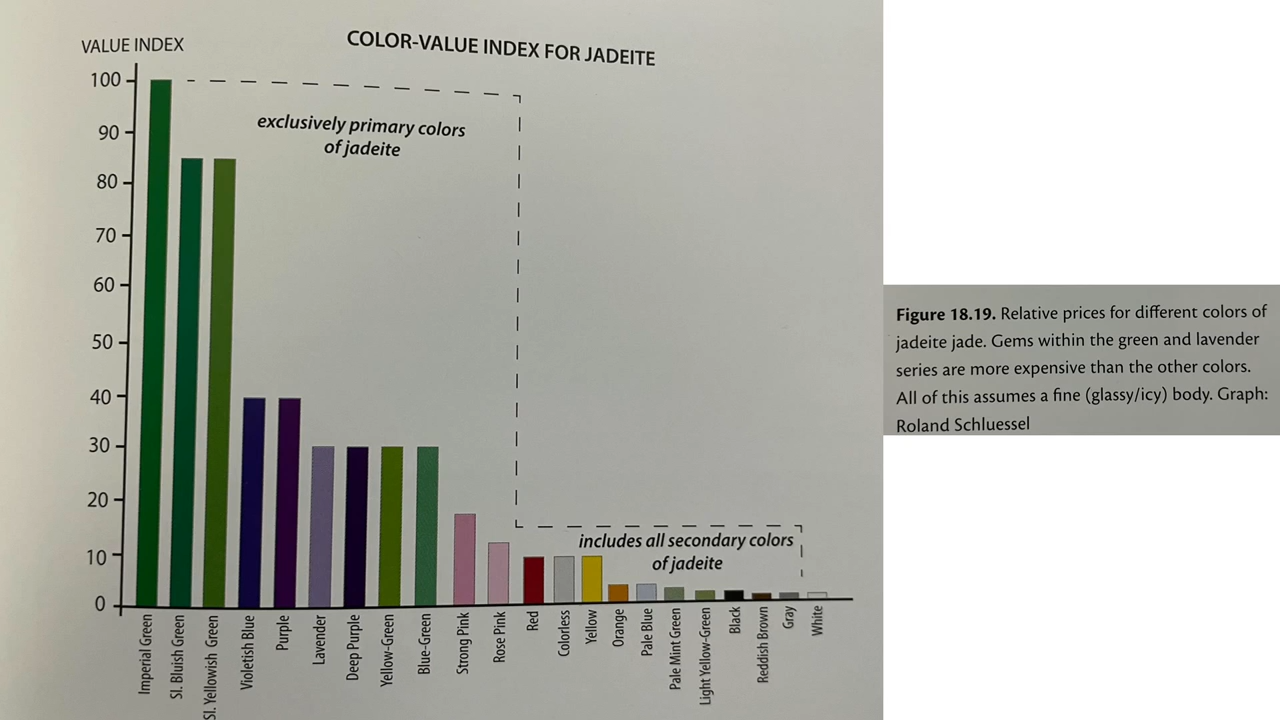 VALUE INDEX
COLOR-VALUE INDEX FOR JADEITE
100
90
80
70
60
50
40
30
20
10
0
exclusively primary colors
of jadeite
includes all secondary colors
of jadeite
Imperial Green
Sl. Bluish Green
Sl. Yellowish Green
Violetish Blue
Purple
Lavender
Deep Purple
Yellow-Green
Blue-Green
Strong Pink
Rose Pink
Red
Colorless
Yellow
Orange
Pale Blue
Pale Mint Green
Light Yellow-Green
Black
Reddish Brown
Gray
White
Figure 18.19. Relative prices for different colors of
jadeite jade. Gems within the green and lavender
series are more expensive than the other colors.
All of this assumes a fine (glassy/icy) body. Graph:
Roland Schluessel